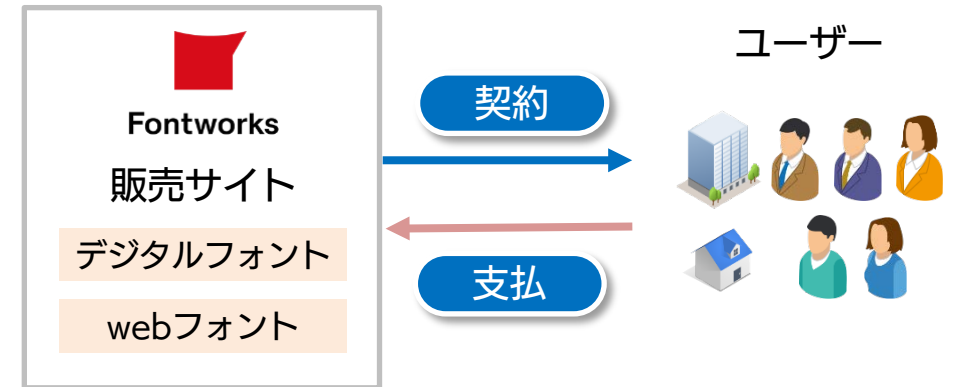 Fontworks
販売サイト
デジタルフォント
webフォント
契約
支払
ユーザー